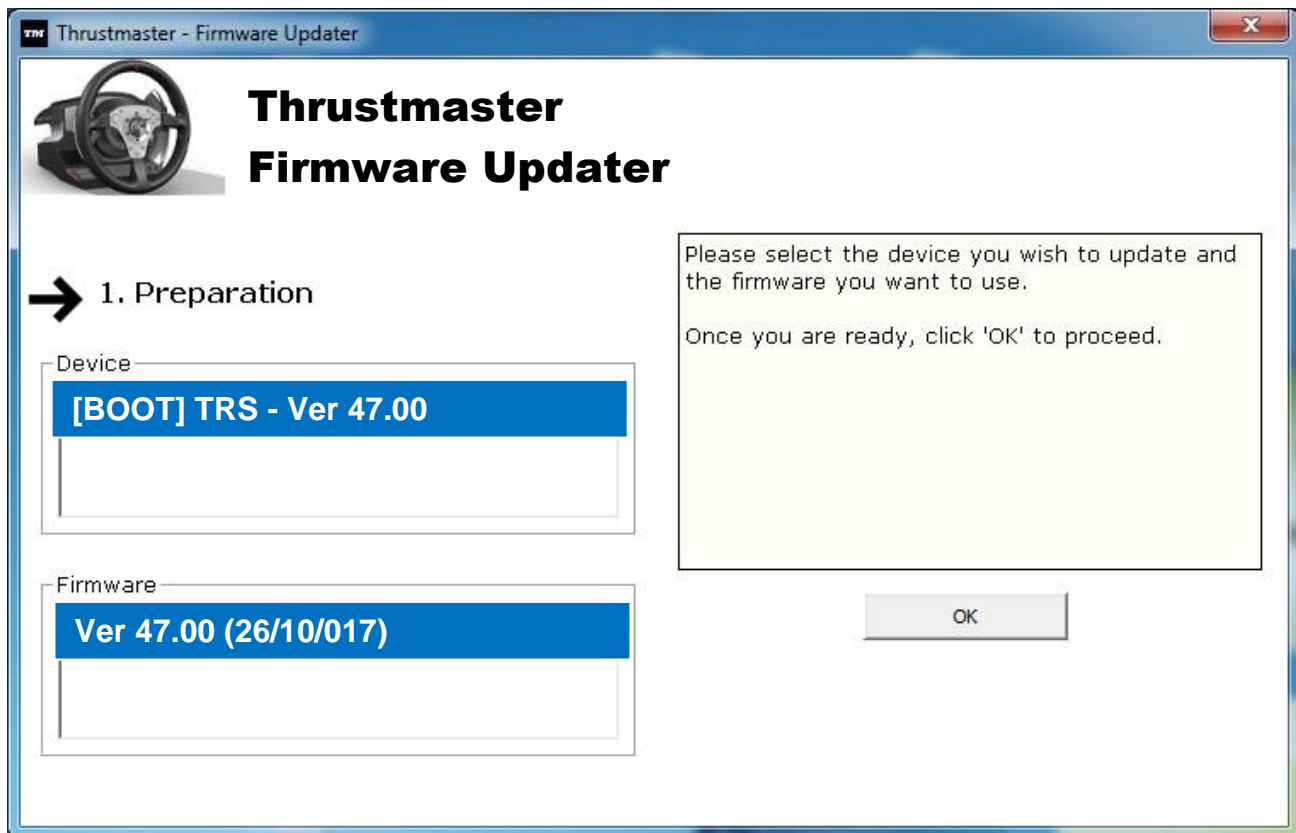 TM Thrustmaster - Firmware Updater
Thrustmaster
Firmware Updater
1. Preparation
Device
[BOOT] TRS - Ver 47.00
Firmware
Ver 47.00 (26/10/017)
Please select the device you wish to update and
the firmware you want to use.
Once you are ready, click 'OK' to proceed.
OK